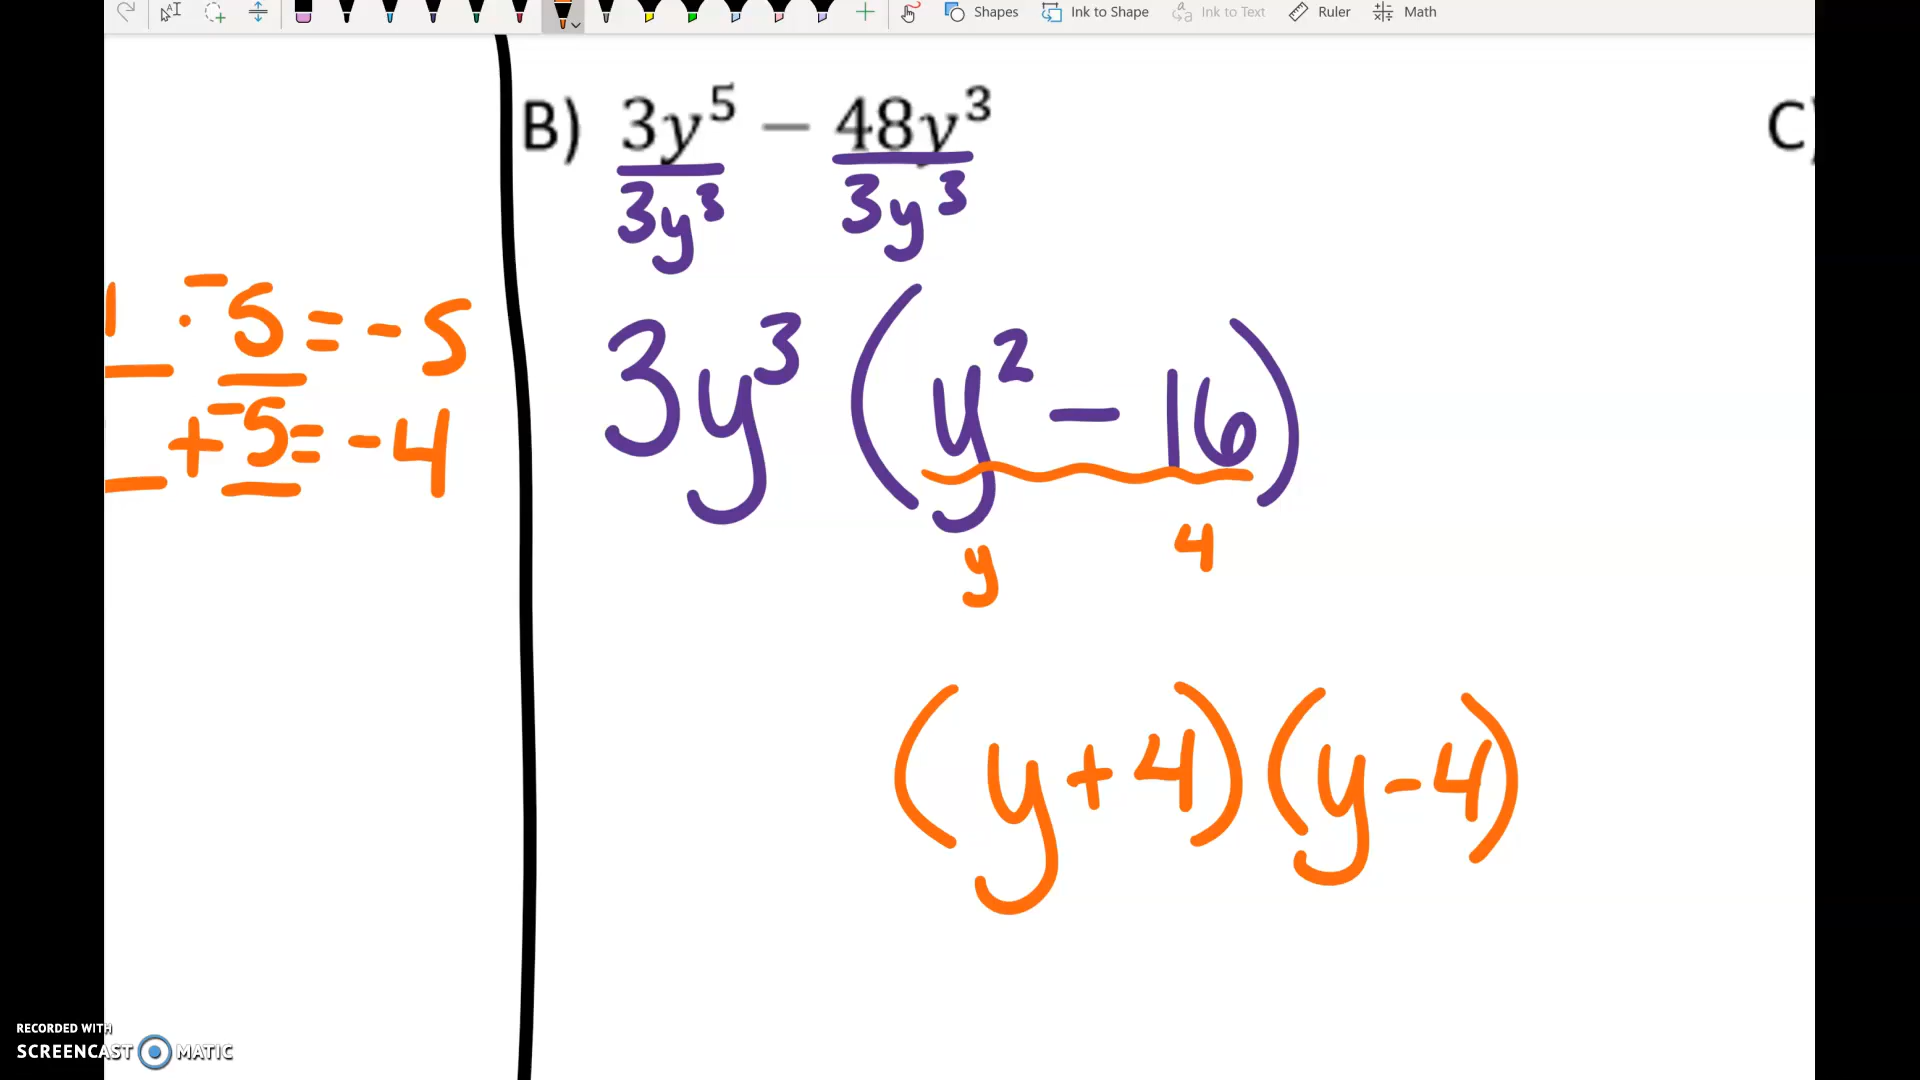 Shapes Ink to Shape Ink to Text Ruler Math
B) 3y⁵ − 48y³
C)
3y³ 3y³
1 · ⁻5 = -5
+ ⁻5 = -4
3y³ (y² − 16)
y 4
(y + 4)(y - 4)
RECORDED WITH
SCREENCAST MATIC